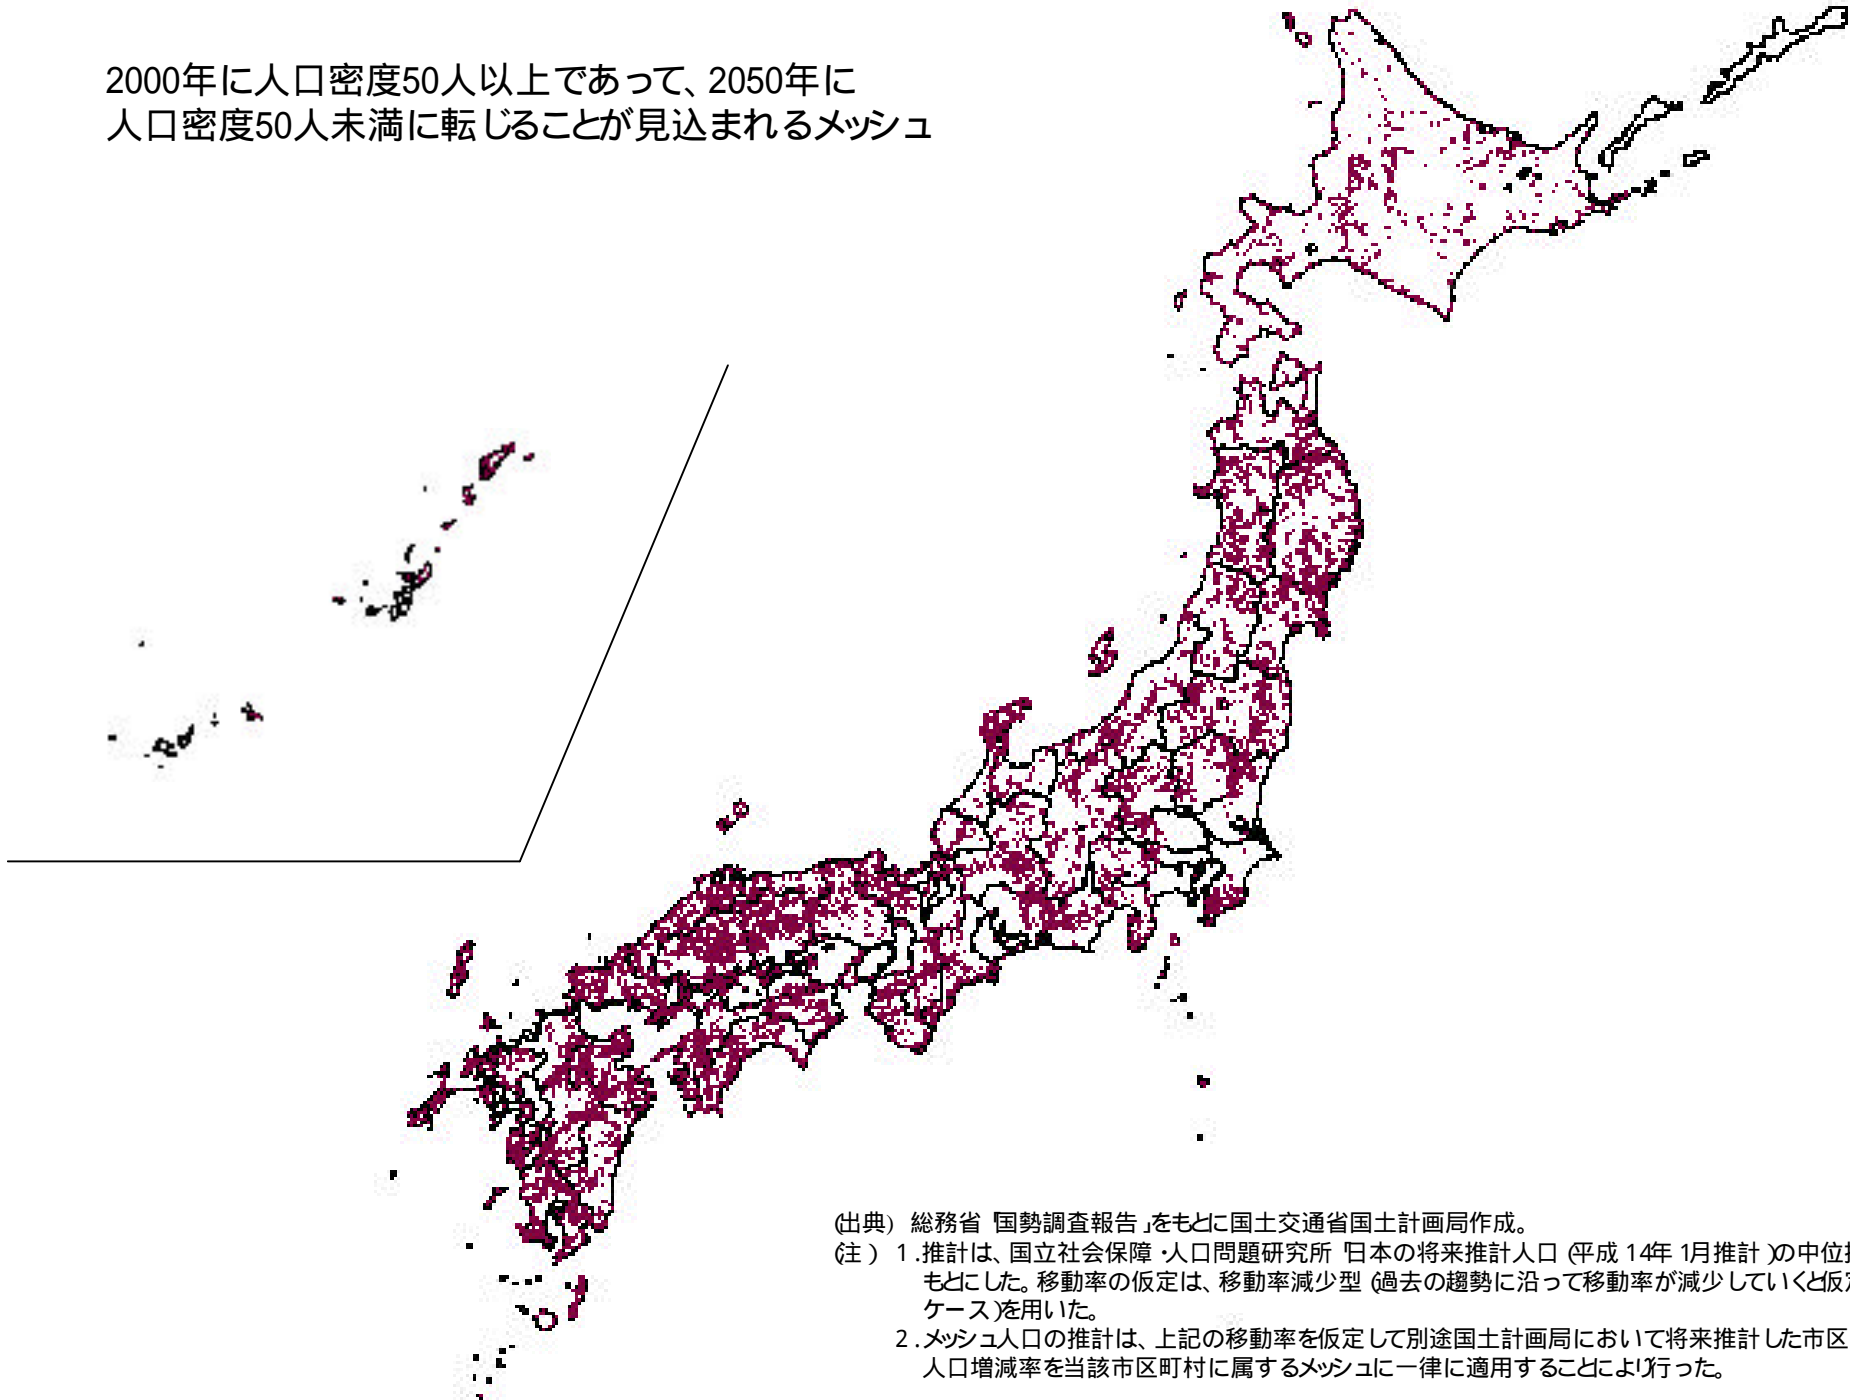 2000年に人口密度50人以上であって、2050年に
人口密度50人未満に転じることが見込まれるメッシュ
(出典) 総務省「国勢調査報告」をもとに国土交通省国土計画局作成。
(注) 1.推計は、国立社会保障・人口問題研究所「日本の将来推計人口(平成14年1月推計)の中位推
もとにした。移動率の仮定は、移動率減少型(過去の趨勢に沿って移動率が減少していくと仮定
ケース)を用いた。
2.メッシュ人口の推計は、上記の移動率を仮定して別途国土計画局において将来推計した市区
人口増減率を当該市区町村に属するメッシュに一律に適用することにより行った。